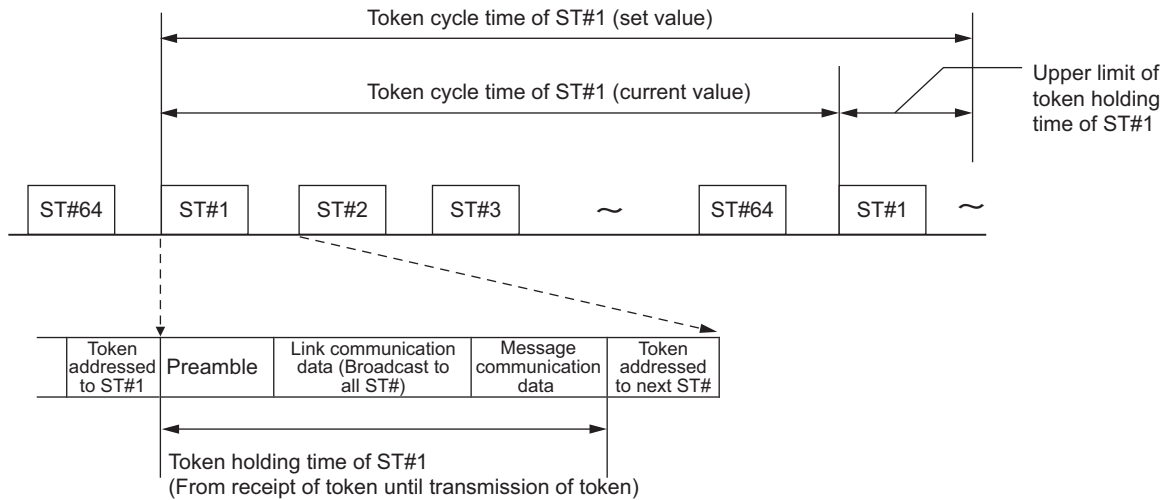 Token cycle time of ST#1 (set value)
Token cycle time of ST#1 (current value)
Upper limit of
token holding
time of ST#1
ST#64
ST#1
ST#2
ST#3
~
ST#64
ST#1
~
Token
addressed
to ST#1
Preamble
Link communication
data (Broadcast to
all ST#)
Message
communication
data
Token
addressed
to next ST#
Token holding time of ST#1
(From receipt of token until transmission of token)